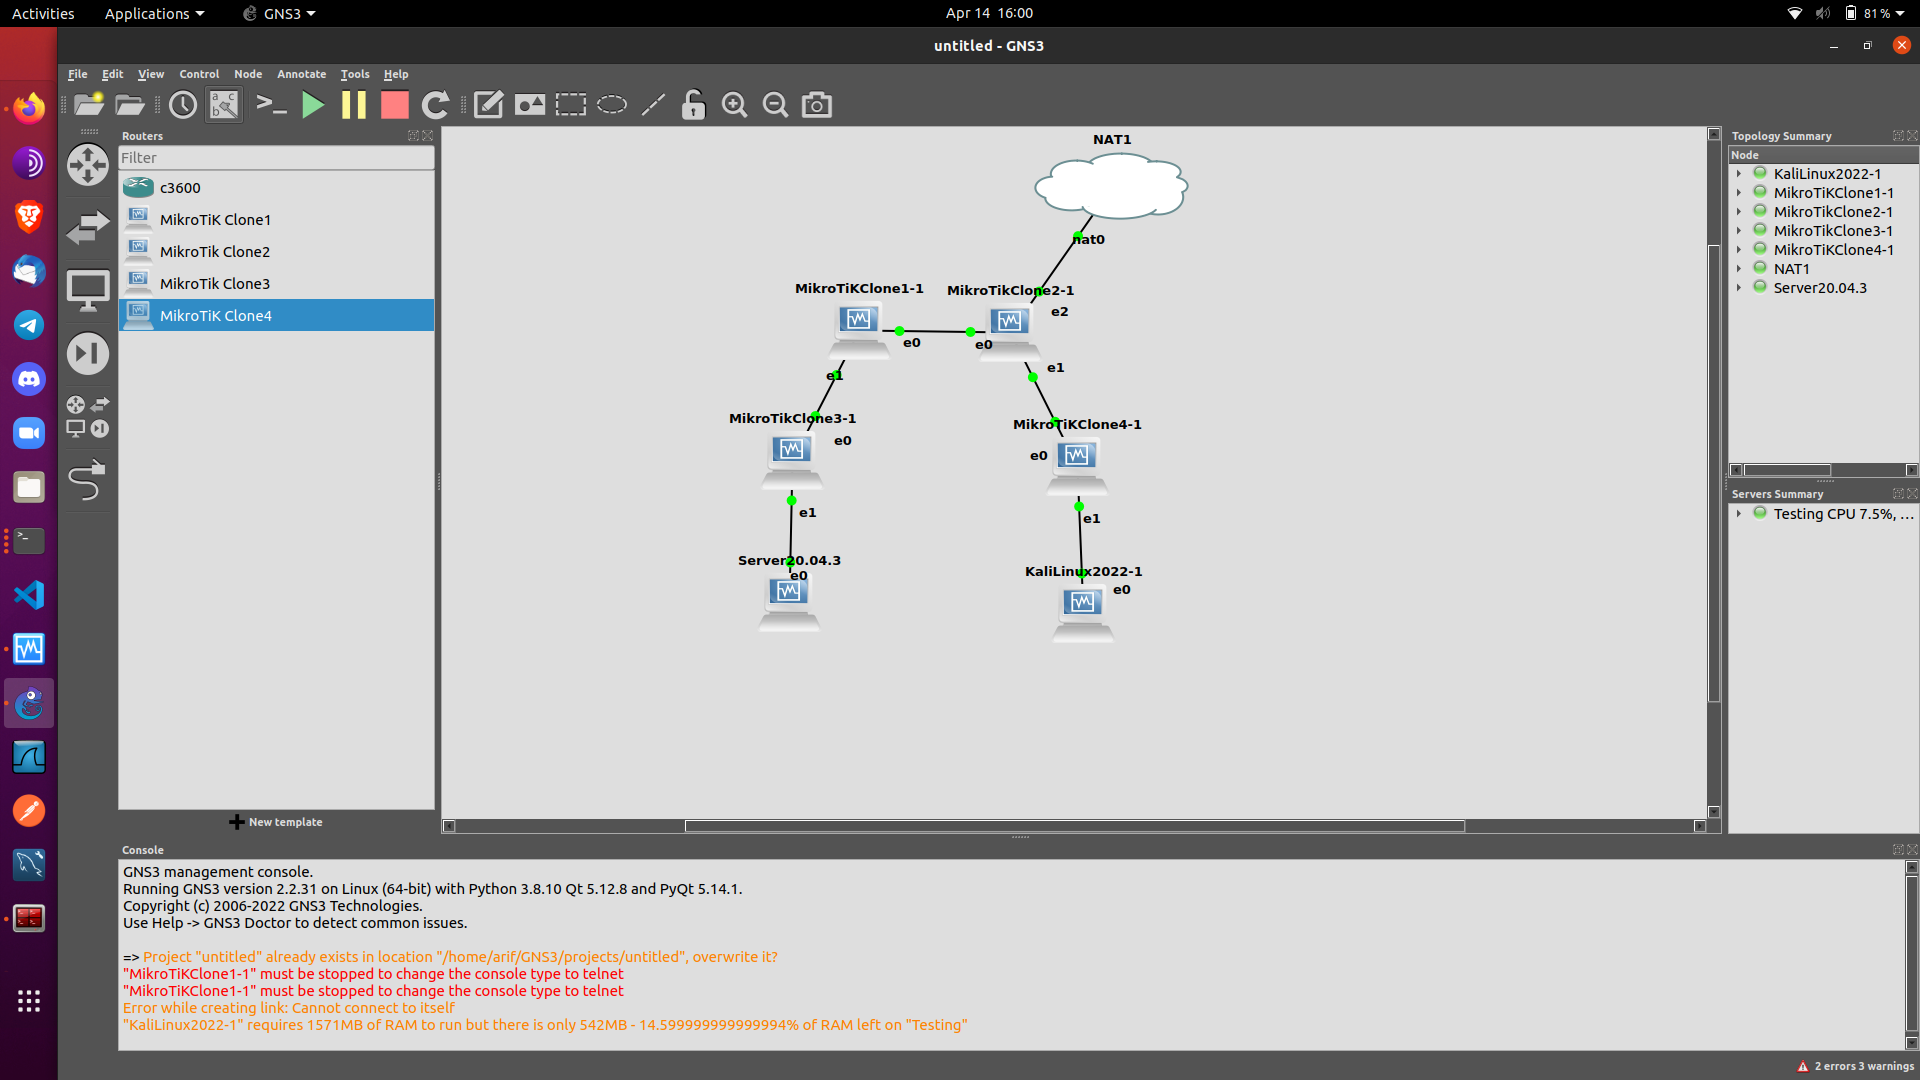 Activities Applications GNS3 Apr 14 16:00 81 %
untitled - GNS3
File Edit View Control Node Annotate Tools Help
Routers
Filter
c3600
MikroTiK Clone1
MikroTik Clone2
MikroTik Clone3
MikroTiK Clone4
New template
NAT1
nat0
MikroTiKClone1-1
MikroTikClone2-1
e2
e0
e0
e1
e1
MikroTikClone3-1
MikroTiKClone4-1
e0
e0
e1
e1
Server20.04.3
e0
KaliLinux2022-1
e0
Topology Summary
Node
KaliLinux2022-1
MikroTiKClone1-1
MikroTikClone2-1
MikroTikClone3-1
MikroTiKClone4-1
NAT1
Server20.04.3
Servers Summary
Testing CPU 7.5%, ...
Console
GNS3 management console.
Running GNS3 version 2.2.31 on Linux (64-bit) with Python 3.8.10 Qt 5.12.8 and PyQt 5.14.1.
Copyright (c) 2006-2022 GNS3 Technologies.
Use Help -> GNS3 Doctor to detect common issues.
=> Project "untitled" already exists in location "/home/arif/GNS3/projects/untitled", overwrite it?
"MikroTiKClone1-1" must be stopped to change the console type to telnet
"MikroTiKClone1-1" must be stopped to change the console type to telnet
Error while creating link: Cannot connect to itself
"KaliLinux2022-1" requires 1571MB of RAM to run but there is only 542MB - 14.599999999999994% of RAM left on "Testing"
2 errors 3 warnings